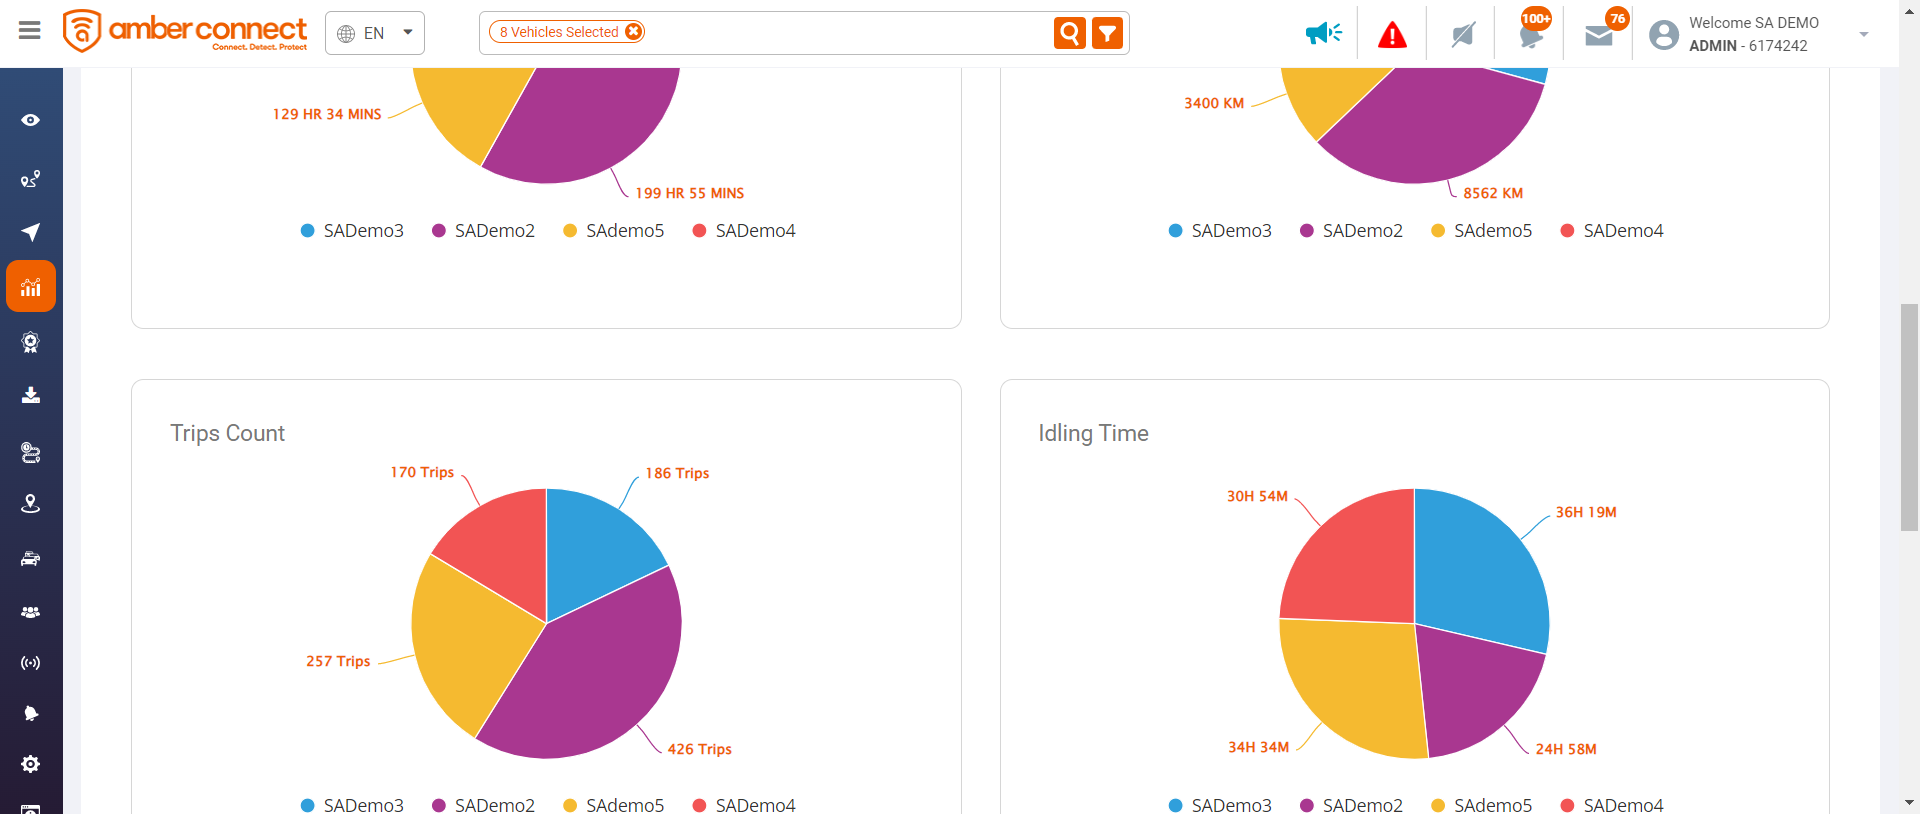 amber connect
Connect. Detect. Protect
EN
8 Vehicles Selected
100+
76
Welcome SA DEMO
ADMIN - 6174242
129 HR 34 MINS
199 HR 55 MINS
SADemo3 SADemo2 SAdemo5 SADemo4
3400 KM
8562 KM
SADemo3 SADemo2 SAdemo5 SADemo4
Trips Count
170 Trips
186 Trips
257 Trips
426 Trips
SADemo3 SADemo2 SAdemo5 SADemo4
Idling Time
30H 54M
36H 19M
34H 34M
24H 58M
SADemo3 SADemo2 SAdemo5 SADemo4